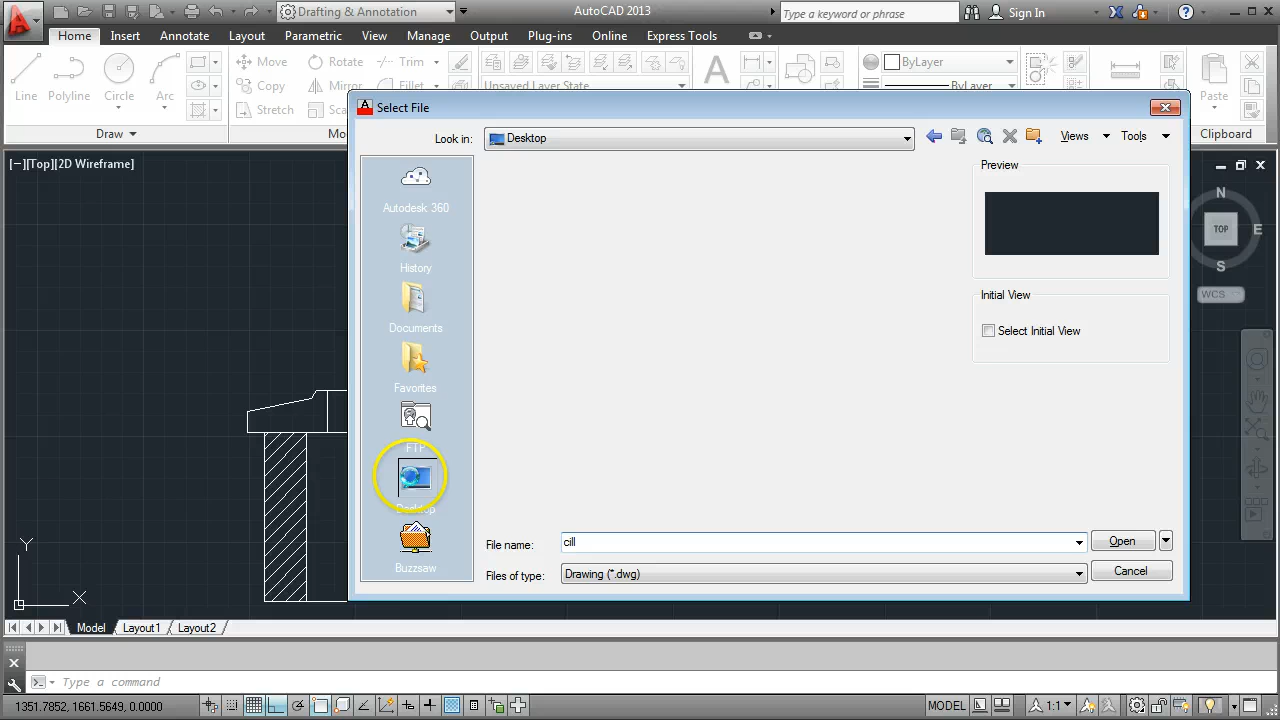 Drafting & Annotation
AutoCAD 2013
Type a keyword or phrase
Sign In
Home Insert Annotate Layout Parametric View Manage Output Plug-ins Online Express Tools
Line Polyline Circle Arc
Move Rotate Trim
Copy Mirror Fillet
Stretch
Unsaved Layer State
ByLayer
ByLayer
Paste
Draw
Clipboard
[−][Top][2D Wireframe]
Select File
Look in: Desktop
Views Tools
Autodesk 360
History
Documents
Favorites
FTP
Desktop
Buzzsaw
Preview
Initial View
Select Initial View
File name: cill
Open
Files of type: Drawing (*.dwg)
Cancel
N
TOP
E
S
WCS
Y
X
Model Layout1 Layout2
Type a command
1351.7852, 1661.5649, 0.0000
MODEL
1:1